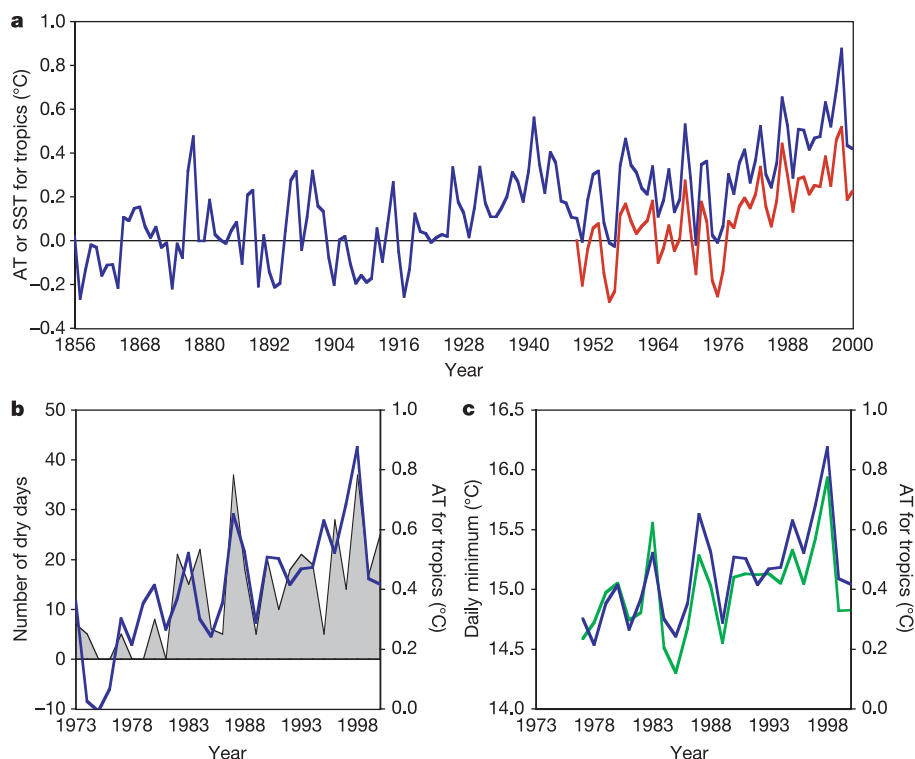 a
AT or SST for tropics (°C)
1.0
0.8
0.6
0.4
0.2
0.0
–0.2
–0.4
1856 1868 1880 1892 1904 1916 1928 1940 1952 1964 1976 1988 2000
Year
b
Number of dry days
50
40
30
20
10
0
–10
1.0
0.8
0.6
0.4
0.2
0.0
AT for tropics (°C)
1973 1978 1983 1988 1993 1998
Year
c
Daily minimum (°C)
16.5
16.0
15.5
15.0
14.5
14.0
1.0
0.8
0.6
0.4
0.2
0.0
AT for tropics (°C)
1973 1978 1983 1988 1993 1998
Year